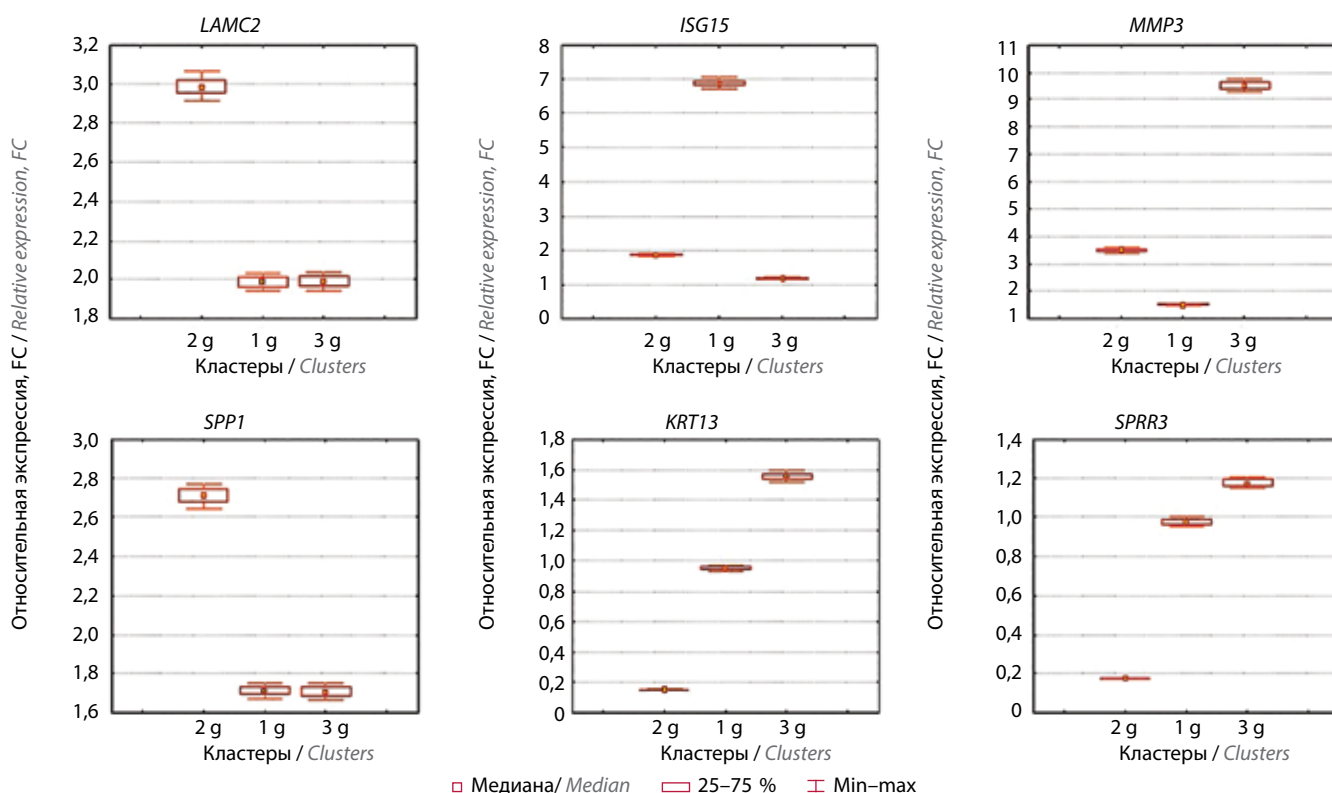 LAMC2
Относительная экспрессия, FC / Relative expression, FC
3,2
3,0
2,8
2,6
2,4
2,2
2,0
1,8
2 g 1 g 3 g
Кластеры / Clusters
ISG15
Относительная экспрессия, FC / Relative expression, FC
8
7
6
5
4
3
2
1
0
2 g 1 g 3 g
Кластеры / Clusters
MMP3
Относительная экспрессия, FC / Relative expression, FC
11
10
9
8
7
6
5
4
3
2
1
2 g 1 g 3 g
Кластеры / Clusters
SPP1
3,0
2,8
2,6
2,4
2,2
2,0
1,8
1,6
2 g 1 g 3 g
Кластеры / Clusters
KRT13
1,8
1,6
1,4
1,2
1,0
0,8
0,6
0,4
0,2
0
2 g 1 g 3 g
Кластеры / Clusters
SPRR3
1,4
1,2
1,0
0,8
0,6
0,4
0,2
0
2 g 1 g 3 g
Кластеры / Clusters
Медиана/ Median 25–75 % Min–max